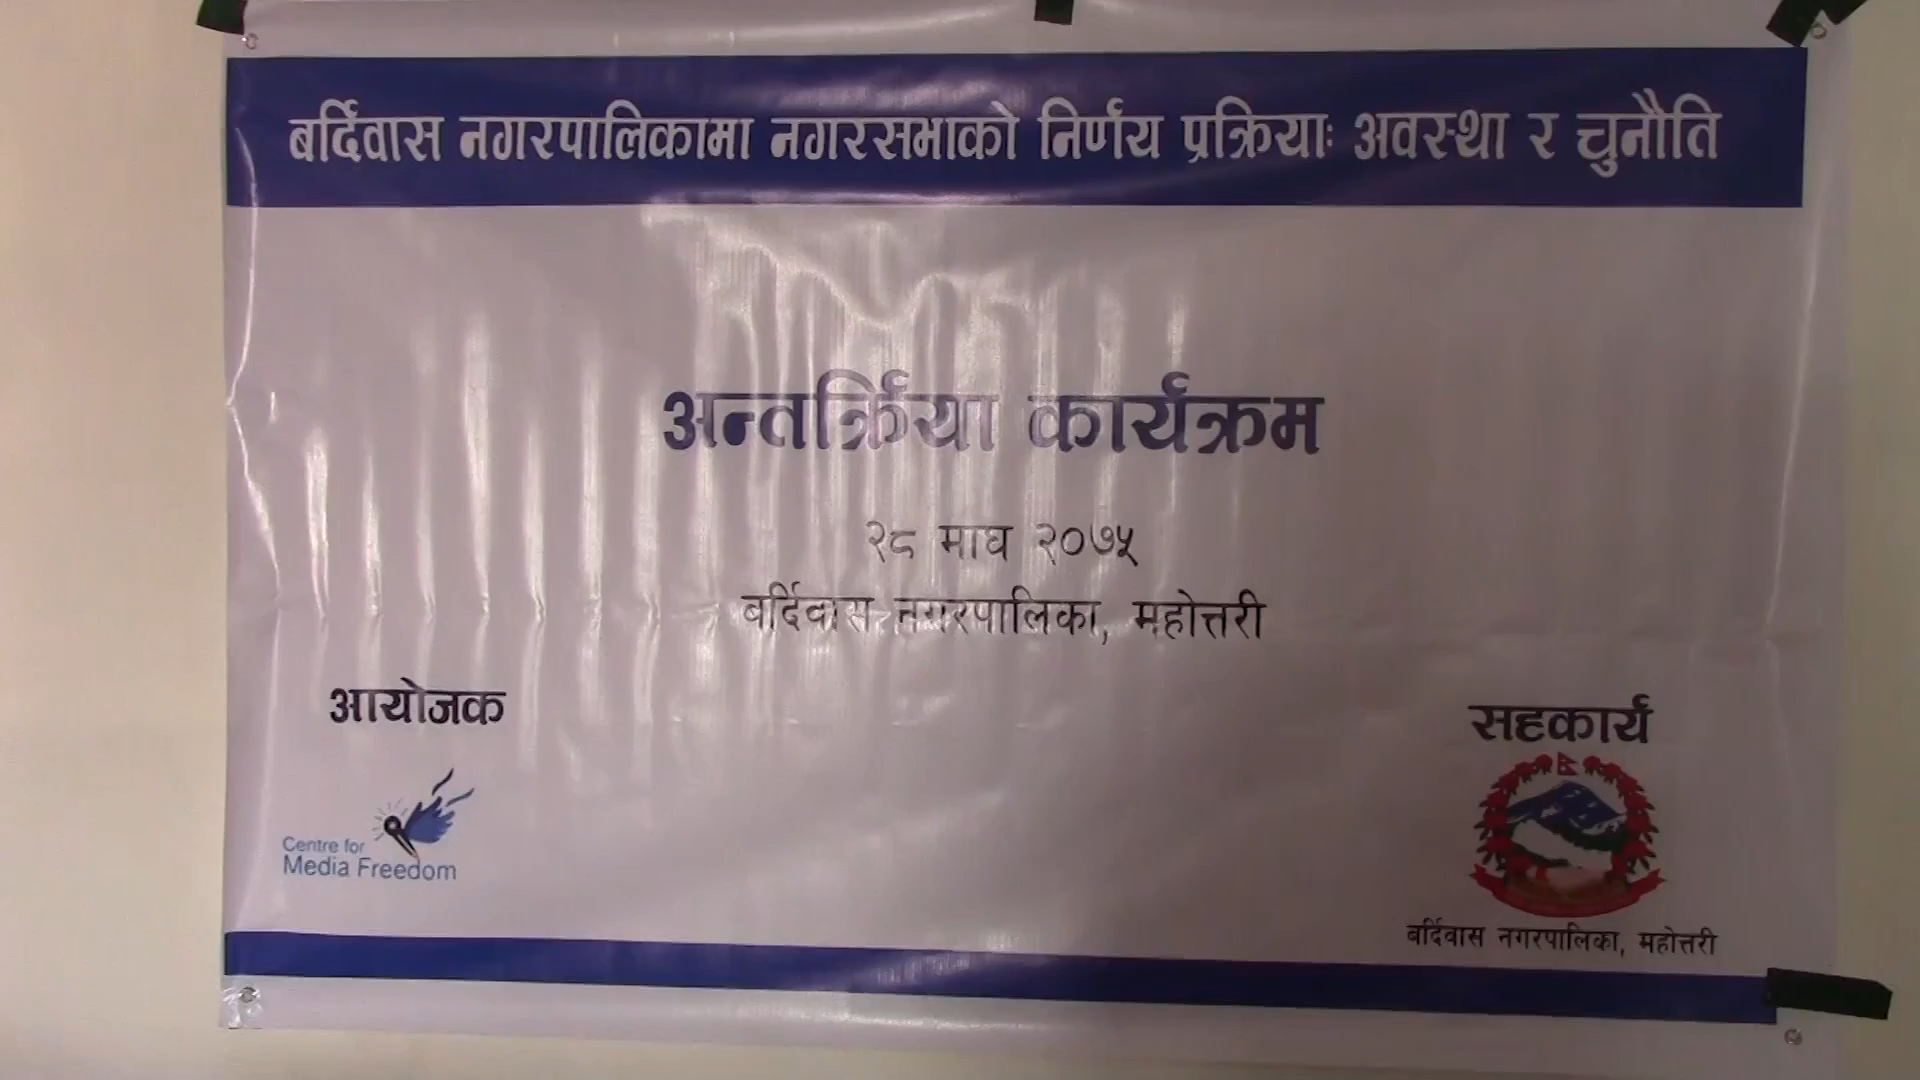 बर्दिवास नगरपालिकामा नगरसभाको निर्णय प्रक्रियाः अवस्था र चुनौति
अन्तर्क्रिया कार्यक्रम
२८ माघ २०७५
बर्दिवास नगरपालिका, महोत्तरी
आयोजक
Centre for
Media Freedom
सहकार्य
बर्दिवास नगरपालिका, महोत्तरी